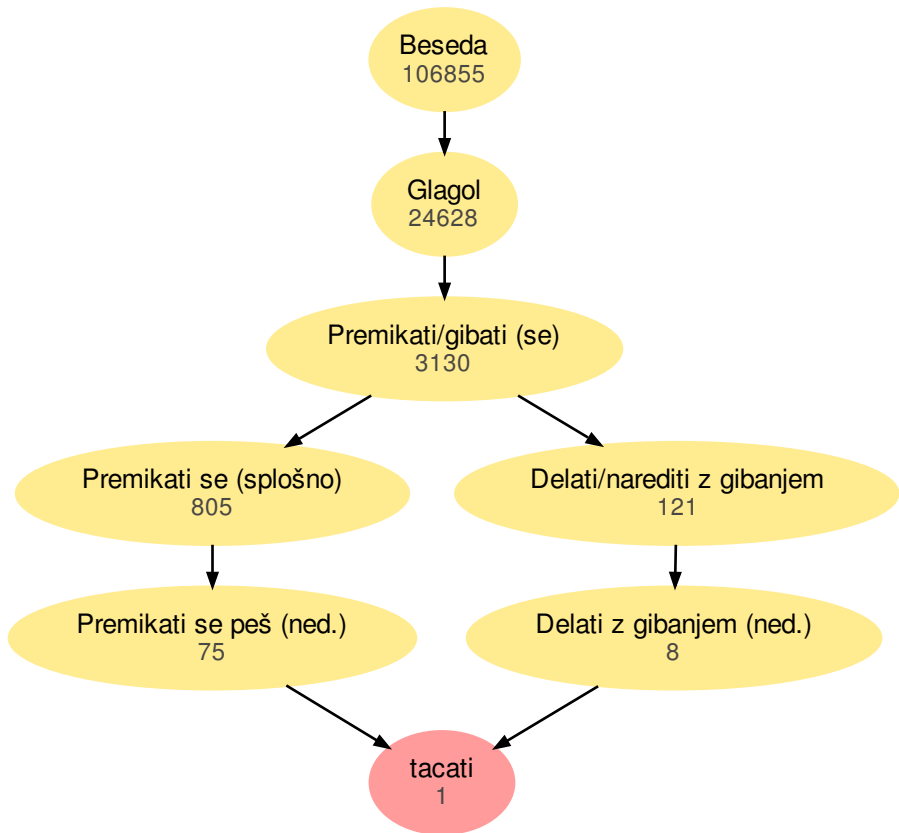 Beseda
106855
Glagol
24628
Premikati/gibati (se)
3130
Premikati se (splošno)
805
Delati/narediti z gibanjem
121
Premikati se peš (ned.)
75
Delati z gibanjem (ned.)
8
tacati
1